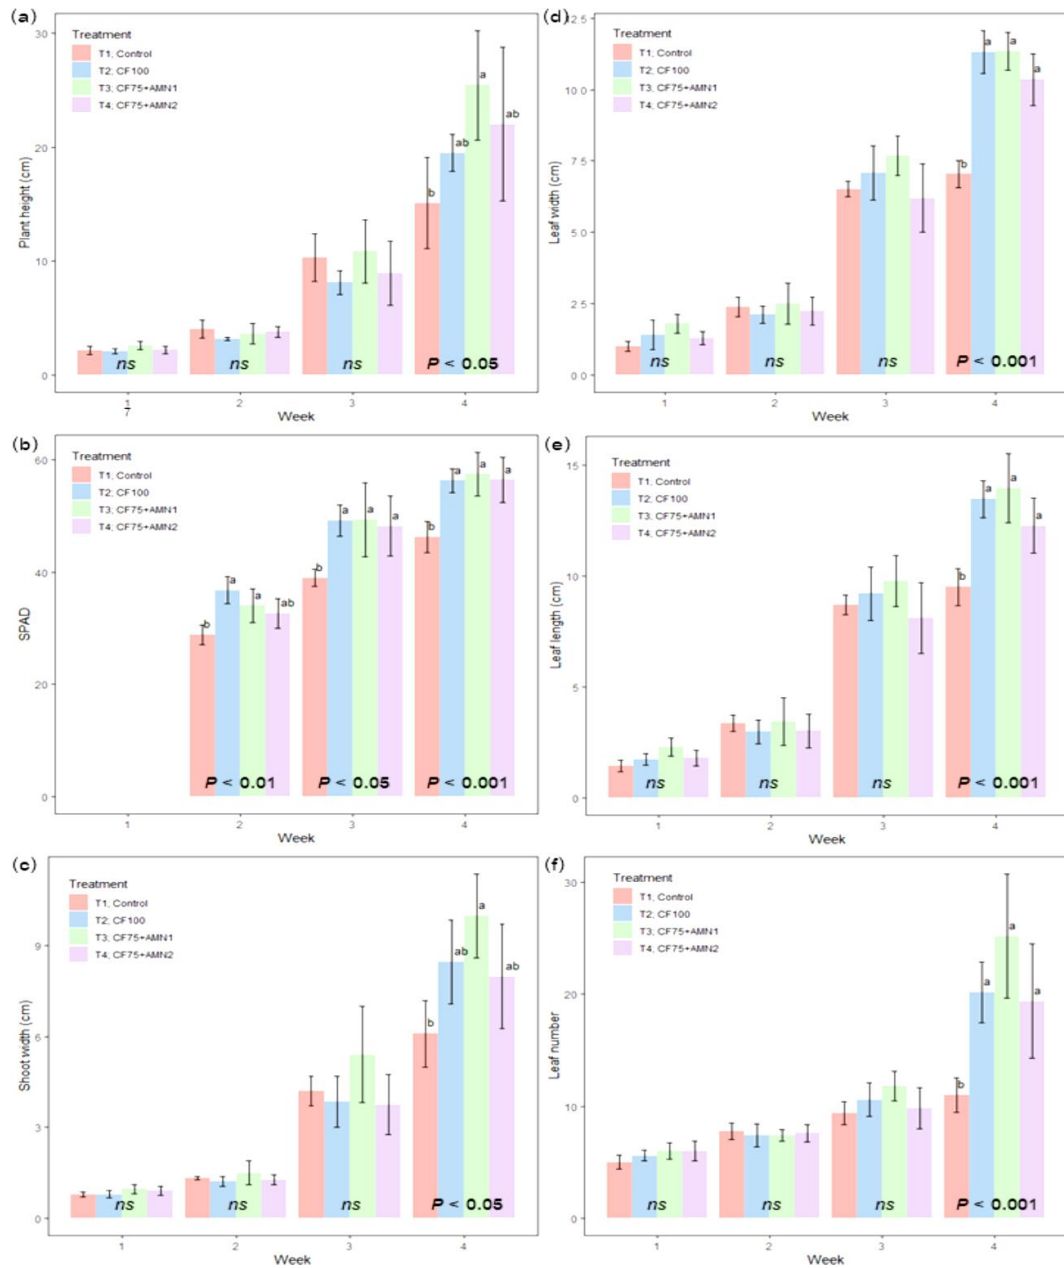 (a)
Treatment
T1; Control
T2; CF100
T3; CF75+AMN1
T4; CF75+AMN2
Plant height (cm)
30
20
10
0
b
ab
a
ab
ns
ns
ns
P < 0.05
1
2
3
4
7
Week
(d)
Treatment
T1; Control
T2; CF100
T3; CF75+AMN1
T4; CF75+AMN2
Leaf width (cm)
12.5
10.0
7.5
5.0
2.5
0.0
b
a
a
a
ns
ns
ns
P < 0.001
1
2
3
4
Week
(b)
Treatment
T1; Control
T2; CF100
T3; CF75+AMN1
T4; CF75+AMN2
SPAD
60
40
20
0
b
a
a
ab
b
a
a
a
b
a
a
a
P < 0.01
P < 0.05
P < 0.001
1
2
3
4
Week
(e)
Treatment
T1; Control
T2; CF100
T3; CF75+AMN1
T4; CF75+AMN2
Leaf length (cm)
15
10
5
0
b
a
a
a
ns
ns
ns
P < 0.001
1
2
3
4
Week
(c)
Treatment
T1; Control
T2; CF100
T3; CF75+AMN1
T4; CF75+AMN2
Shoot width (cm)
9
6
3
0
b
ab
a
ab
ns
ns
ns
P < 0.05
1
2
3
4
Week
(f)
Treatment
T1; Control
T2; CF100
T3; CF75+AMN1
T4; CF75+AMN2
Leaf number
30
20
10
0
b
a
a
a
ns
ns
ns
P < 0.001
1
2
3
4
Week